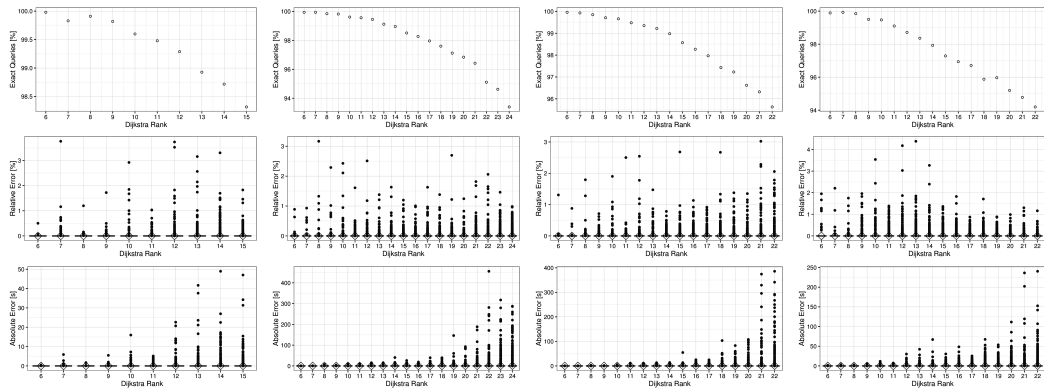 Exact Queries [%]
100.0
99.5
99.0
98.5
6 7 8 9 10 11 12 13 14 15
Dijkstra Rank
Exact Queries [%]
100
98
96
94
6 7 8 9 10 11 12 13 14 15 16 17 18 19 20 21 22 23 24
Dijkstra Rank
Exact Queries [%]
100
99
98
97
96
6 7 8 9 10 11 12 13 14 15 16 17 18 19 20 21 22
Dijkstra Rank
Exact Queries [%]
100
98
96
94
6 7 8 9 10 11 12 13 14 15 16 17 18 19 20 21 22
Dijkstra Rank
Relative Error [%]
3
2
1
0
6 7 8 9 10 11 12 13 14 15
Dijkstra Rank
Relative Error [%]
3
2
1
0
6 7 8 9 10 11 12 13 14 15 16 17 18 19 20 21 22 23 24
Dijkstra Rank
Relative Error [%]
3
2
1
0
6 7 8 9 10 11 12 13 14 15 16 17 18 19 20 21 22
Dijkstra Rank
Relative Error [%]
4
3
2
1
0
6 7 8 9 10 11 12 13 14 15 16 17 18 19 20 21 22
Dijkstra Rank
Absolute Error [s]
50
40
30
20
10
0
6 7 8 9 10 11 12 13 14 15
Dijkstra Rank
Absolute Error [s]
400
300
200
100
0
6 7 8 9 10 11 12 13 14 15 16 17 18 19 20 21 22 23 24
Dijkstra Rank
Absolute Error [s]
400
300
200
100
0
6 7 8 9 10 11 12 13 14 15 16 17 18 19 20 21 22
Dijkstra Rank
Absolute Error [s]
250
200
150
100
50
0
6 7 8 9 10 11 12 13 14 15 16 17 18 19 20 21 22
Dijkstra Rank